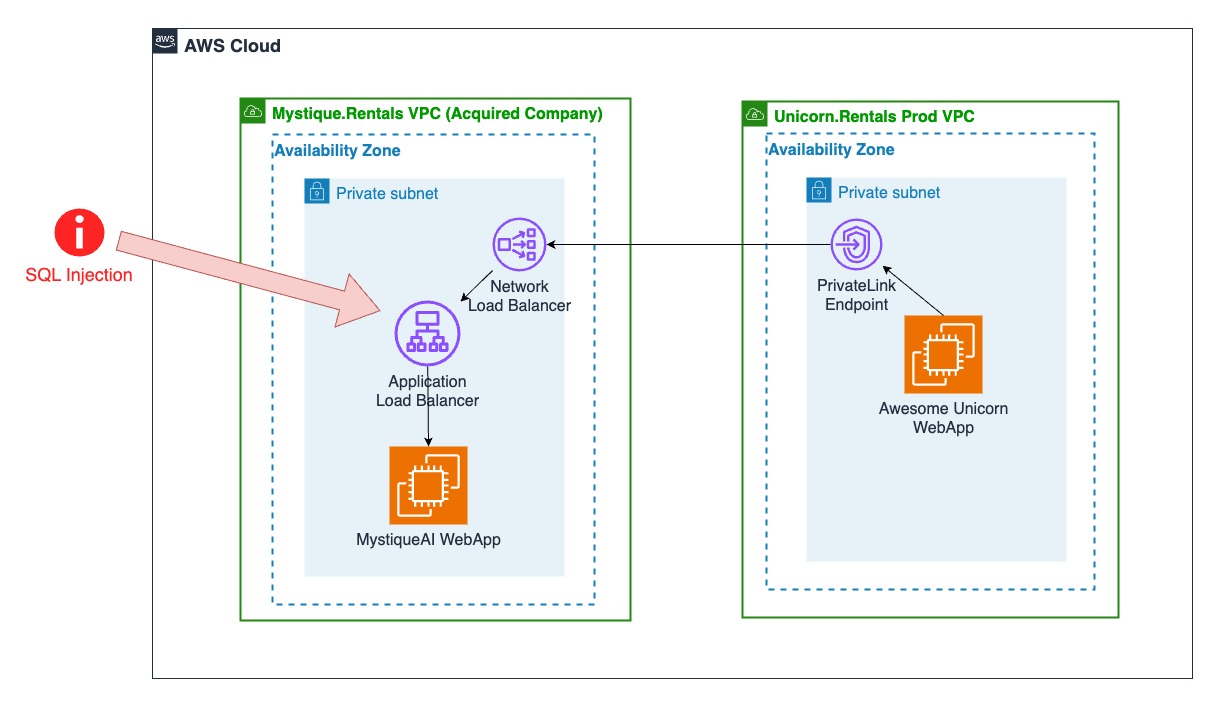 aws
AWS Cloud
Mystique.Rentals VPC (Acquired Company)
Unicorn.Rentals Prod VPC
Availability Zone
Availability Zone
Private subnet
Private subnet
SQL Injection
Network
Load Balancer
PrivateLink
Endpoint
Application
Load Balancer
Awesome Unicorn
WebApp
MystiqueAI WebApp